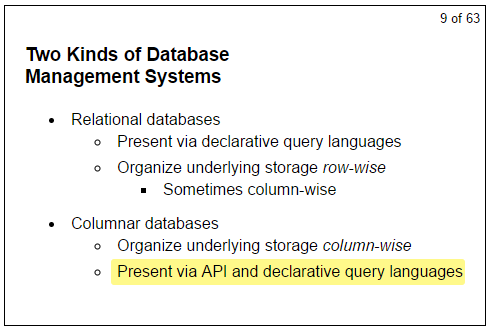 9 of 63
Two Kinds of Database
Management Systems
• Relational databases
○ Present via declarative query languages
○ Organize underlying storage row-wise
▪ Sometimes column-wise
• Columnar databases
○ Organize underlying storage column-wise
○ Present via API and declarative query languages